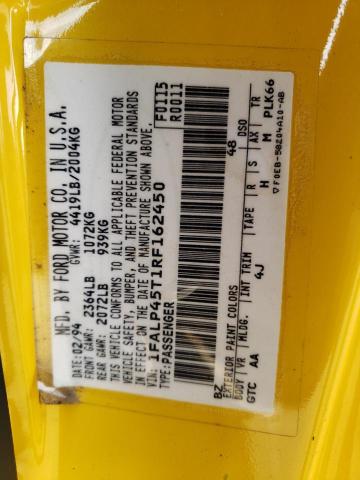 MFD. BY FORD MOTOR CO. IN U.S.A.
DATE: 02/94 GVWR: 4419LB/2004KG
FRONT GAWR: 2364LB 1072KG
REAR GAWR: 2072LB 939KG
THIS VEHICLE CONFORMS TO ALL APPLICABLE FEDERAL MOTOR
VEHICLE SAFETY, BUMPER, AND THEFT PREVENTION STANDARDS
IN EFFECT ON THE DATE OF MANUFACTURE SHOWN ABOVE.
VIN: 1FALLP45T1RF162450
TYPE: PASSENGER
F0115
R0011
BZ 48 DSO
EXTERIOR PAINT COLORS
BODY VR MLDG. INT TRIM TAPE R S AX TR
GTC AA 4J H M PLK66
▽F0EB-58204A10-AB